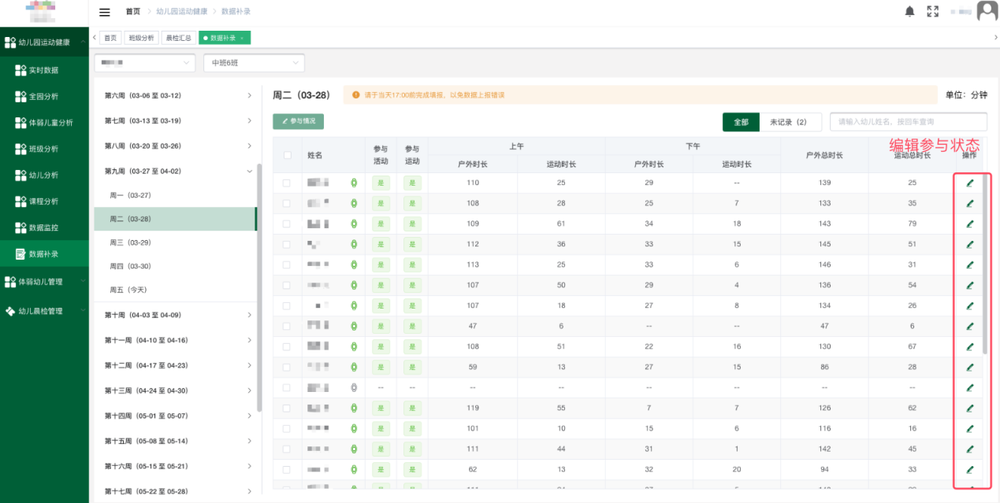 首页 幼儿园运动健康 数据补录
幼儿园运动健康
实时数据
全园分析
体弱儿童分析
班级分析
幼儿分析
课程分析
数据监控
数据补录
体弱幼儿管理
幼儿晨检管理
首页 班级分析 晨检汇总 数据补录
中班6班
第六周（03-06 至 03-12）
第七周（03-13 至 03-19）
第八周（03-20 至 03-26）
第九周（03-27 至 04-02）
周一（03-27）
周二（03-28）
周三（03-29）
周四（03-30）
周五（今天）
第十周（04-03 至 04-09）
第十一周（04-10 至 04-16）
第十二周（04-17 至 04-23）
第十三周（04-24 至 04-30）
第十四周（05-01 至 05-07）
第十五周（05-08 至 05-14）
第十六周（05-15 至 05-21）
第十七周（05-22 至 05-28）
周二（03-28） 请于当天17:00前完成填报，以免数据上报错误 单位：分钟
参与情况 全部 未记录（2） 请输入幼儿姓名，按回车查询
编辑参与状态
姓名 参与活动 参与运动 上午 下午 户外总时长 运动总时长 操作
户外时长 运动时长 户外时长 运动时长
是 是 110 25 29 -- 139 25
是 是 108 28 25 7 133 35
是 是 109 61 34 18 143 79
是 是 112 36 33 15 145 51
是 是 113 25 33 6 146 31
是 是 107 50 29 4 136 54
是 是 107 18 27 8 134 26
是 是 47 6 -- -- 47 6
是 是 108 51 22 16 130 67
是 是 59 13 27 15 86 28
-- -- -- -- -- -- -- --
是 是 119 55 7 7 126 62
是 是 101 10 15 6 116 16
是 是 111 44 31 1 142 45
是 是 62 13 32 20 94 33